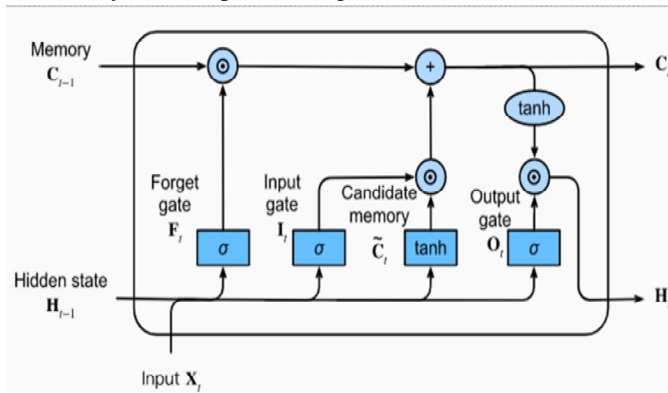 Memory
C_{t-1}
⊙
+
C
tanh
Forget
gate
F_t
Input
gate
I_t
Candidate
memory
C̃_t
⊙
Output
gate
O_t
⊙
σ
σ
tanh
σ
Hidden state
H_{t-1}
H
Input X_t